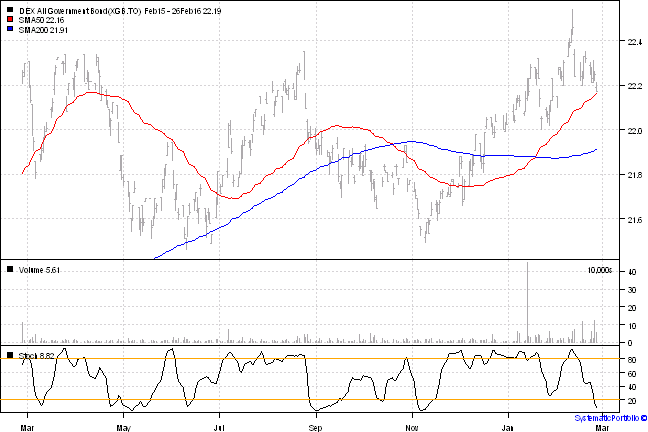 DEX All Government Bond(XGB.TO) Feb15 - 26Feb16 22.19
SMA50 22.16
SMA200 21.91
22.4
22.2
22.0
21.8
21.6
Volume 5.61
10,000s
40
30
20
10
0
Stoch 8.82
80
60
40
20
Mar May Jul Sep Nov Jan Mar
SystematicPortfolio ©